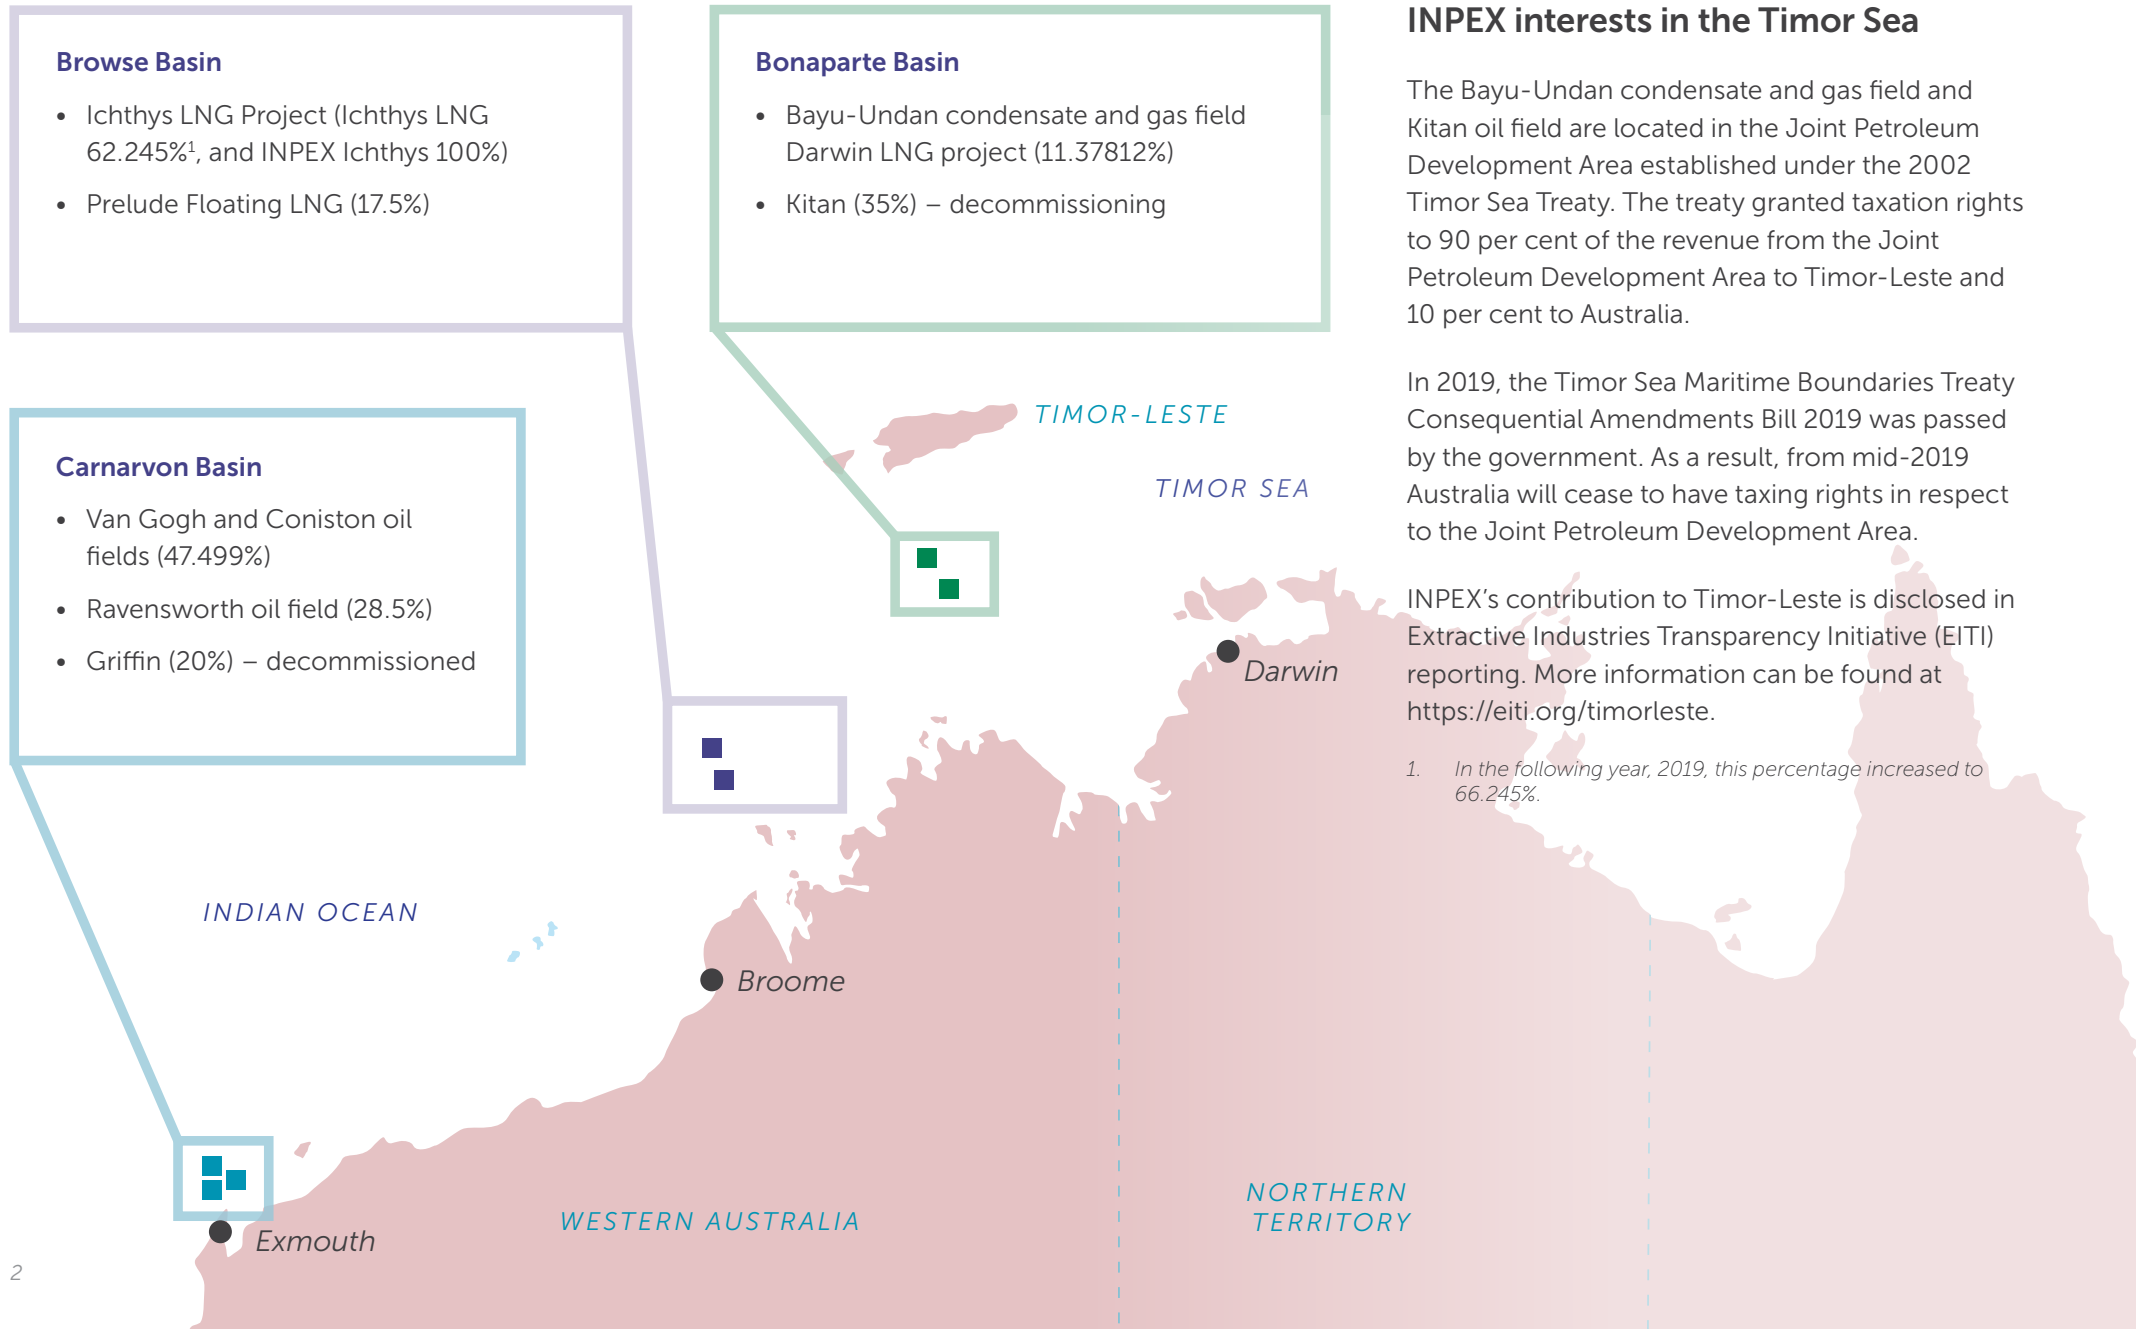 Browse Basin
• Ichthys LNG Project (Ichthys LNG
62.245%¹, and INPEX Ichthys 100%)
• Prelude Floating LNG (17.5%)
Bonaparte Basin
• Bayu-Undan condensate and gas field
Darwin LNG project (11.37812%)
• Kitan (35%) – decommissioning
Carnarvon Basin
• Van Gogh and Coniston oil
fields (47.499%)
• Ravensworth oil field (28.5%)
• Griffin (20%) – decommissioned
TIMOR-LESTE
TIMOR SEA
Darwin
INDIAN OCEAN
Broome
Exmouth
WESTERN AUSTRALIA
NORTHERN
TERRITORY
INPEX interests in the Timor Sea
The Bayu-Undan condensate and gas field and
Kitan oil field are located in the Joint Petroleum
Development Area established under the 2002
Timor Sea Treaty. The treaty granted taxation rights
to 90 per cent of the revenue from the Joint
Petroleum Development Area to Timor-Leste and
10 per cent to Australia.
In 2019, the Timor Sea Maritime Boundaries Treaty
Consequential Amendments Bill 2019 was passed
by the government. As a result, from mid-2019
Australia will cease to have taxing rights in respect
to the Joint Petroleum Development Area.
INPEX’s contribution to Timor-Leste is disclosed in
Extractive Industries Transparency Initiative (EITI)
reporting. More information can be found at
https://eiti.org/timorleste.
1. In the following year, 2019, this percentage increased to
66.245%.
2